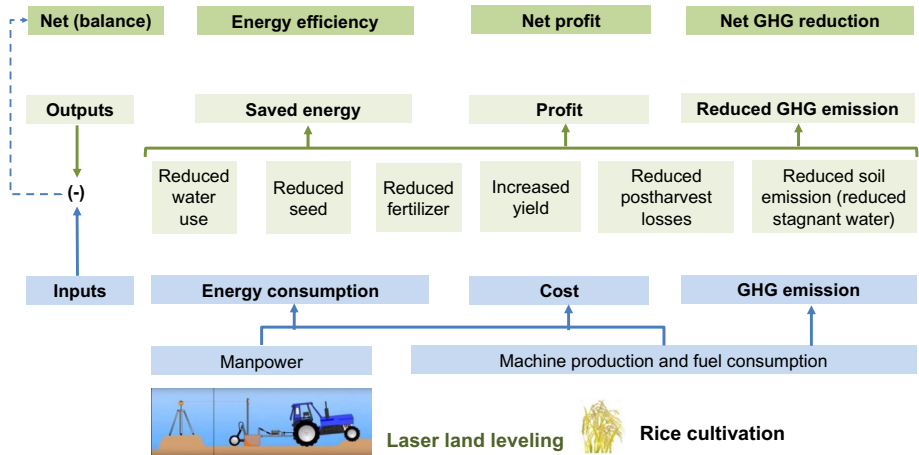 Net (balance)
Energy efficiency
Net profit
Net GHG reduction
Outputs
Saved energy
Profit
Reduced GHG emission
(-)
Reduced
water
use
Reduced
seed
Reduced
fertilizer
Increased
yield
Reduced
postharvest
losses
Reduced soil
emission (reduced
stagnant water)
Inputs
Energy consumption
Cost
GHG emission
Manpower
Machine production and fuel consumption
Laser land leveling
Rice cultivation